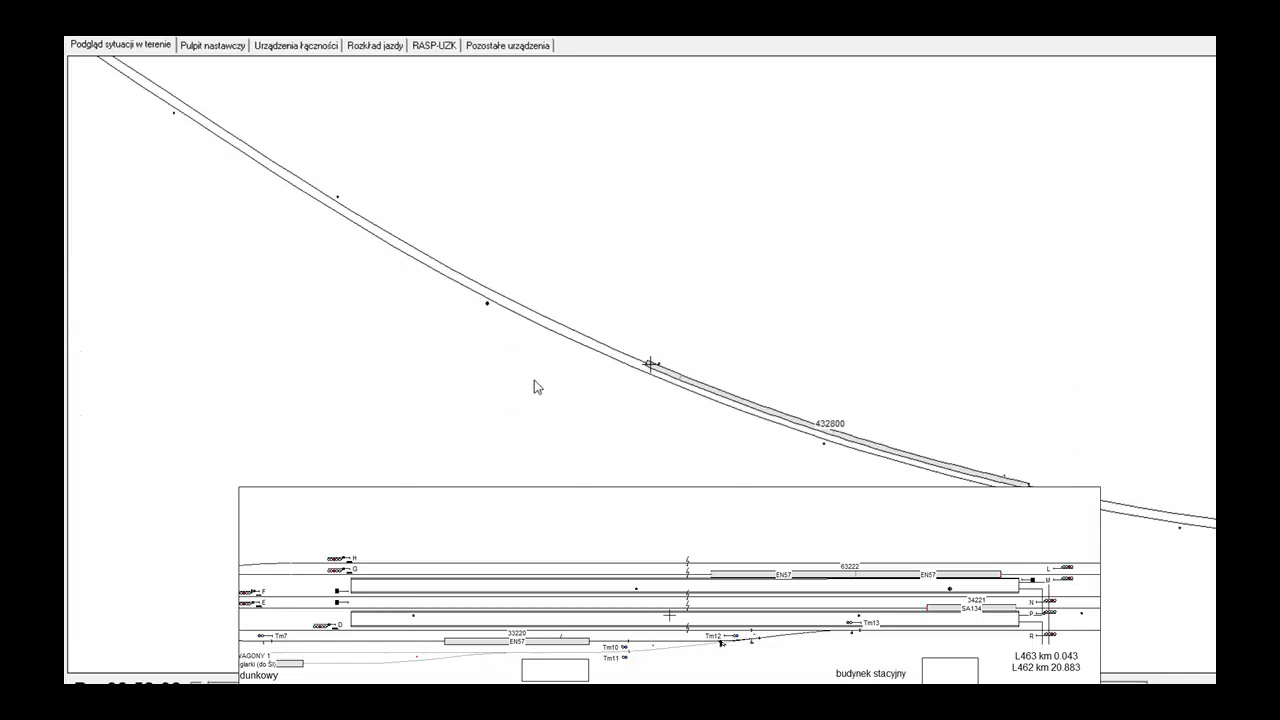 Podgląd sytuacji w terenie Pulpit nastawczy Urządzenia łączności Rozkład jazdy RASP-UZK Pozostałe urządzenia
432800
H
G
63222
L
EN57 EN57
M
F
E
34221
N
SA134
P
D
Tm13
33220
Tm7
EN57
Tm12
R
Tm10
WAGONY 1
Tm11
L463 km 0.043
glarki (do Sl)
L462 km 20.883
dunkowy
budynek stacyjny